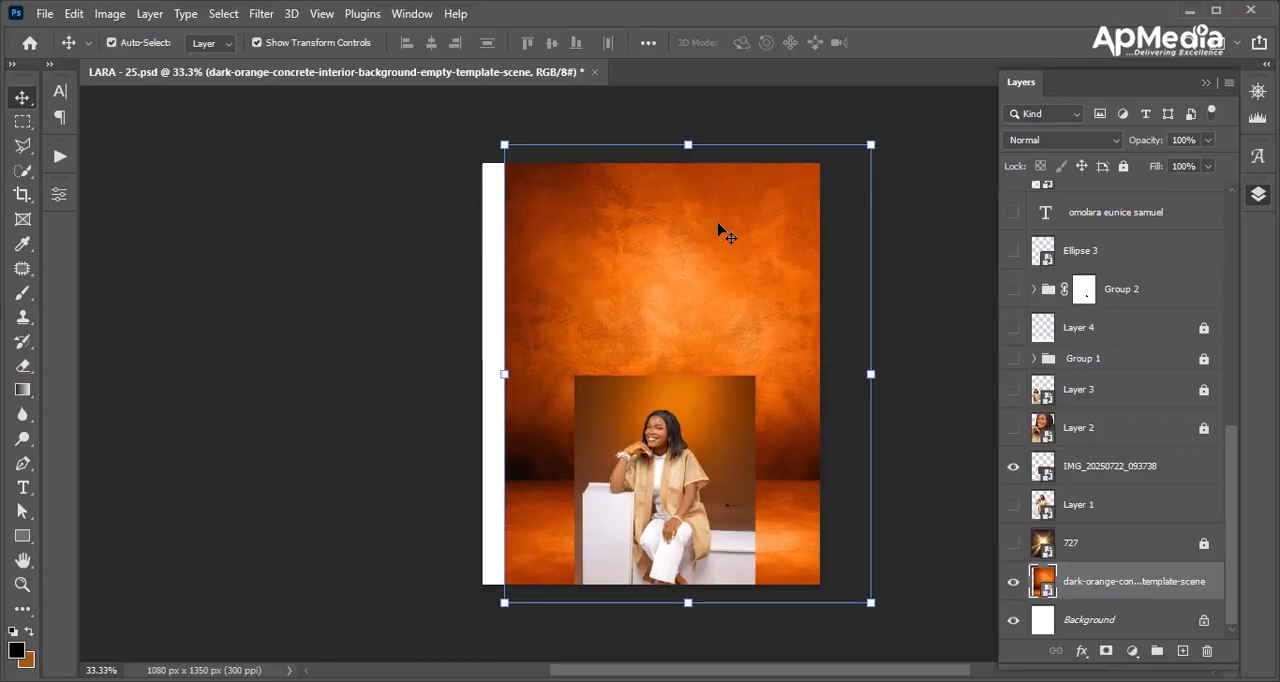 Ps File Edit Image Layer Type Select Filter 3D View Plugins Window Help
ApMedia
...Delivering Excellence
Auto-Select: Layer Show Transform Controls ••• 3D Mode:
LARA - 25.psd @ 33.3% (dark-orange-concrete-interior-background-empty-template-scene, RGB/8#) * ×
Layers
Kind
Normal Opacity: 100%
Lock: Fill: 100%
omolara eunice samuel
Ellipse 3
Group 2
Layer 4
Group 1
Layer 3
Layer 2
IMG_20250722_093738
Layer 1
727
dark-orange-con...template-scene
Background
33.33% 1080 px x 1350 px (300 ppi)